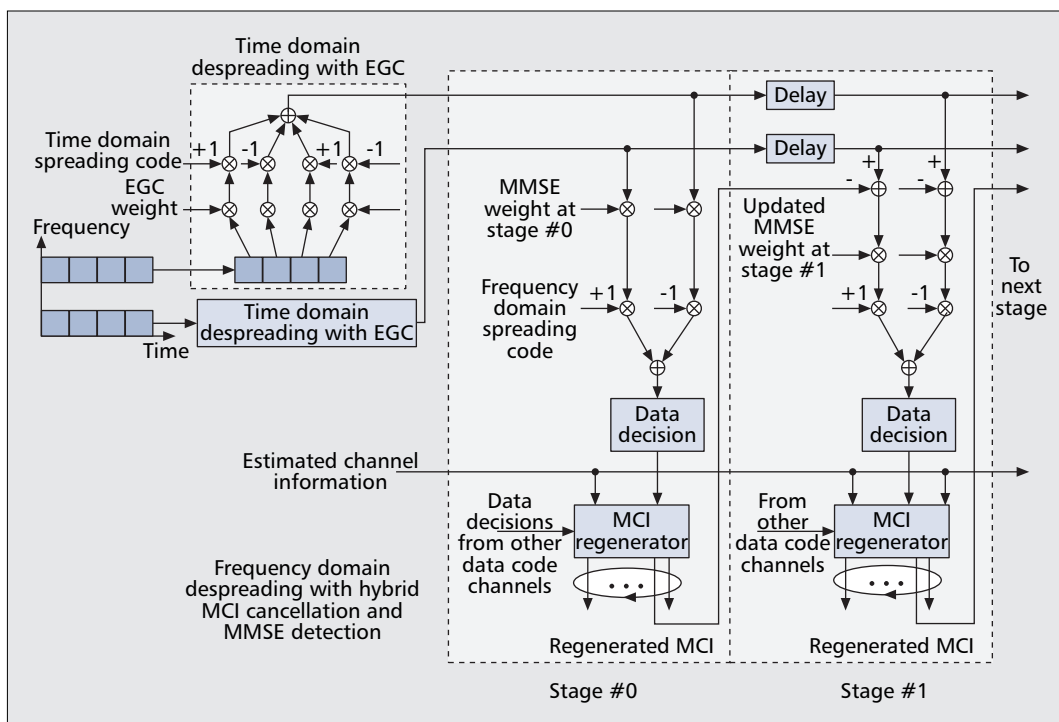 Time domain
despreading with EGC
Time domain
spreading code
+1
-1
+1
-1
EGC
weight
Frequency
Time
Time domain
despreading with EGC
Delay
Delay
MMSE
weight at
stage #0
+
+
-
-
Updated
MMSE
weight at
stage #1
To
next
stage
Frequency
domain
spreading
code
+1
-1
+1
-1
Data
decision
Data
decision
Estimated channel
information
Data
decisions
from other
data code
channels
MCI
regenerator
From
other
data code
channels
MCI
regenerator
Frequency domain
despreading with hybrid
MCI cancellation and
MMSE detection
Regenerated MCI
Regenerated MCI
Stage #0
Stage #1